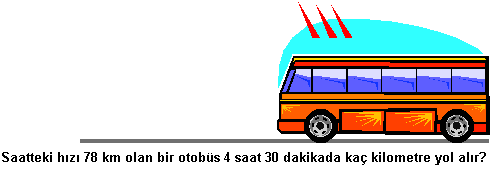 Saatteki hızı 78 km olan bir otobüs 4 saat 30 dakikada kaç kilometre yol alır?